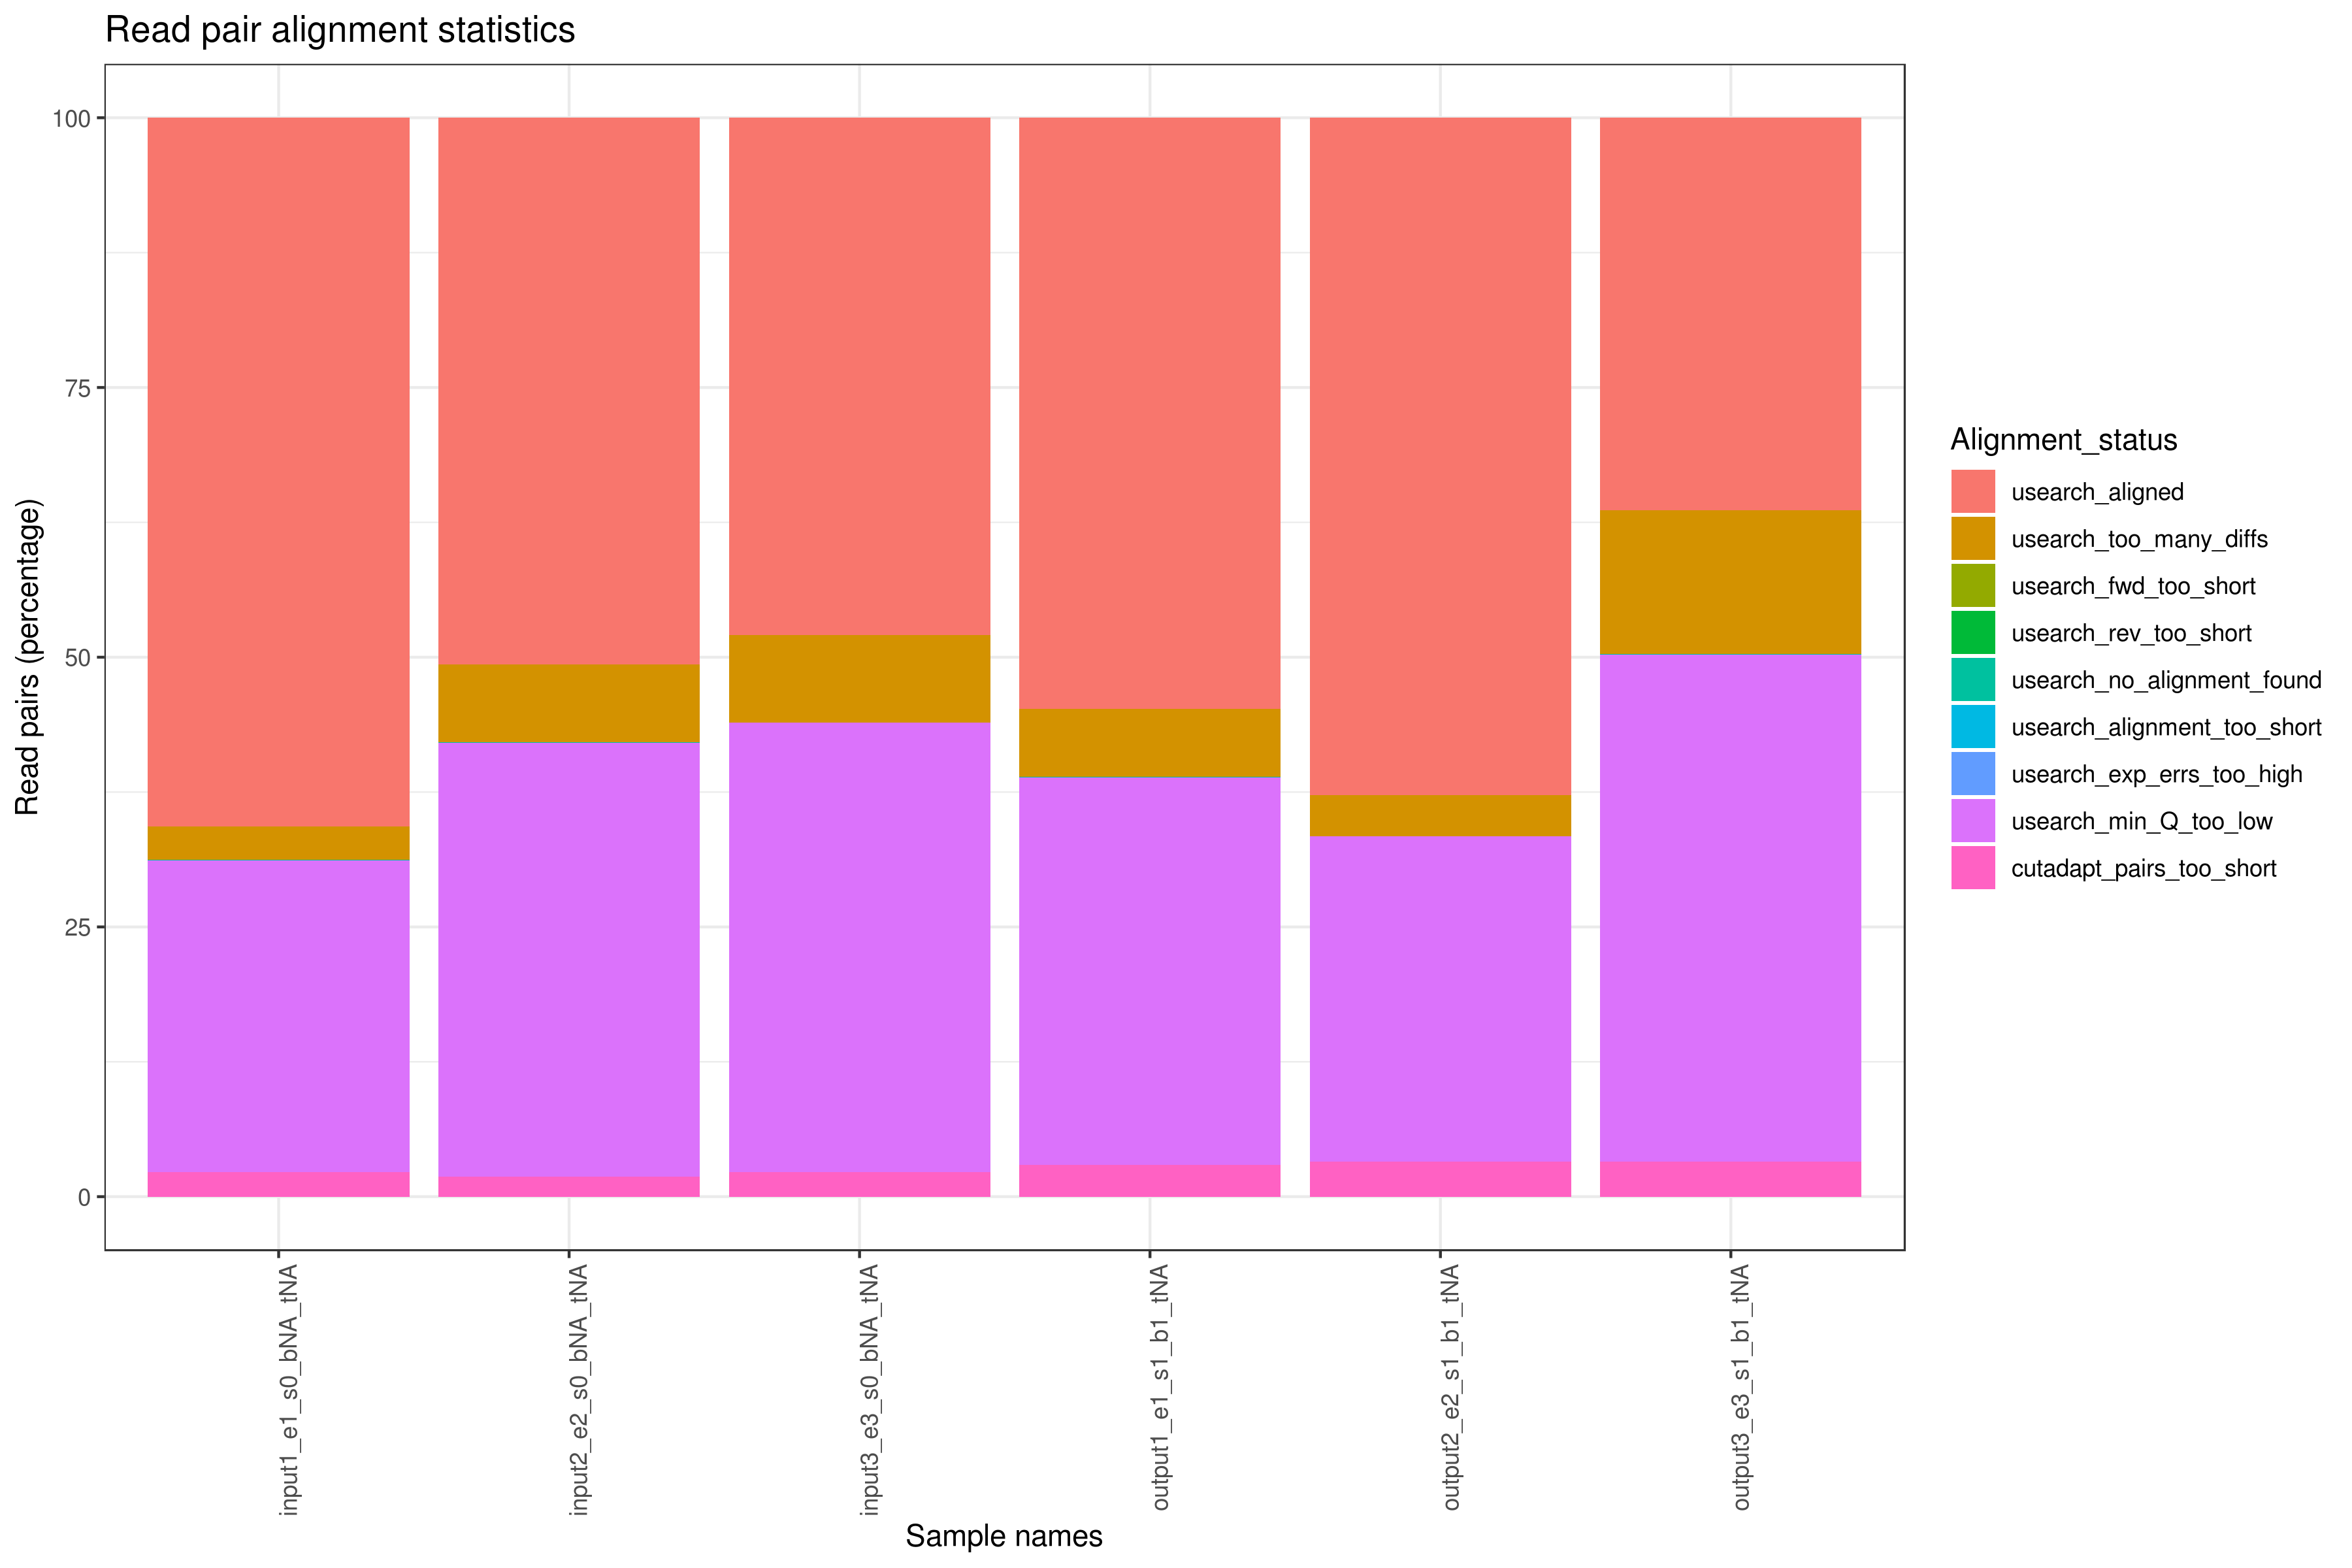 Read pair alignment statistics
Read pairs (percentage)
100
75
50
25
0
input1_e1_s0_bNA_tNA
input2_e2_s0_bNA_tNA
input3_e3_s0_bNA_tNA
output1_e1_s1_b1_tNA
output2_e2_s1_b1_tNA
output3_e3_s1_b1_tNA
Sample names
Alignment_status
usearch_aligned
usearch_too_many_diffs
usearch_fwd_too_short
usearch_rev_too_short
usearch_no_alignment_found
usearch_alignment_too_short
usearch_exp_errs_too_high
usearch_min_Q_too_low
cutadapt_pairs_too_short